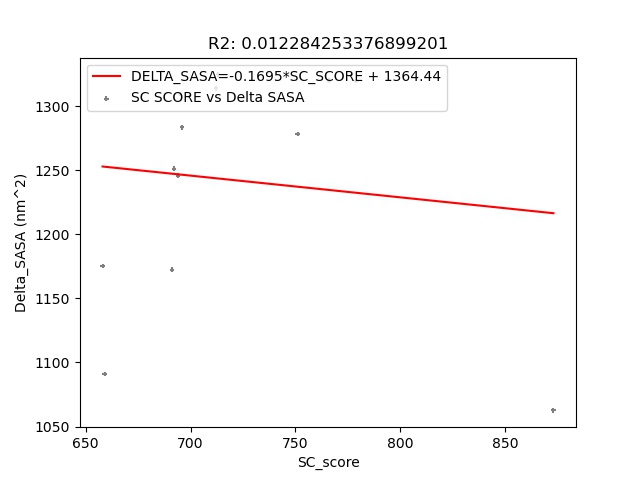 R2: 0.012284253376899201
DELTA_SASA=-0.1695*SC_SCORE + 1364.44
SC SCORE vs Delta SASA
Delta_SASA (nm^2)
1300
1250
1200
1150
1100
1050
650
700
750
800
850
SC_score